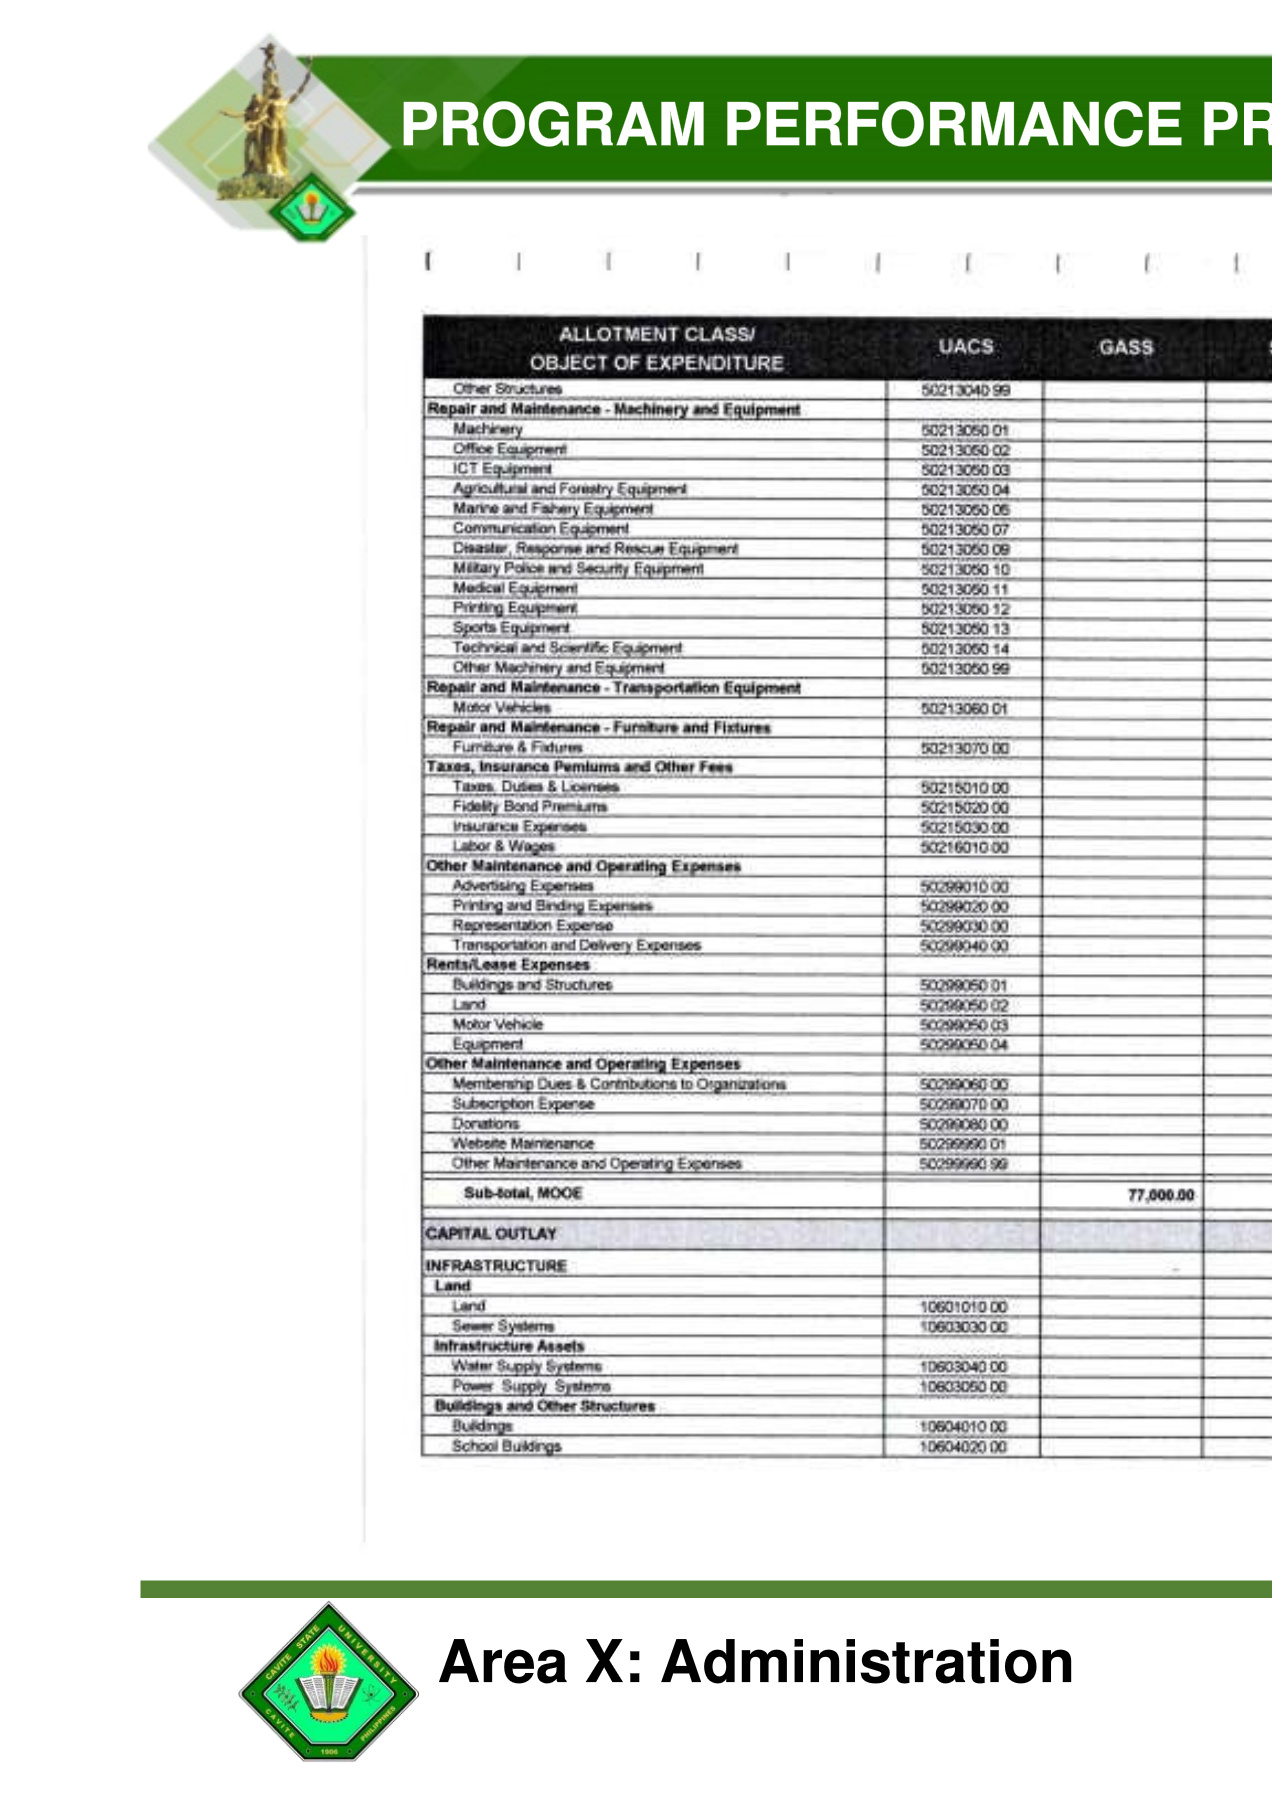 PROGRAM PERFORMANCE PR
ALLOTMENT CLASS/
OBJECT OF EXPENDITURE
UACS
GASS
Other Structures 50213040 99
Repair and Maintenance - Machinery and Equipment
Machinery 50213050 01
Office Equipment 50213050 02
ICT Equipment 50213050 03
Agricultural and Forestry Equipment 50213050 04
Marine and Fishery Equipment 50213050 05
Communication Equipment 50213050 07
Disaster, Response and Rescue Equipment 50213050 09
Military Police and Security Equipment 50213050 10
Medical Equipment 50213050 11
Printing Equipment 50213050 12
Sports Equipment 50213050 13
Technical and Scientific Equipment 50213050 14
Other Machinery and Equipment 50213050 99
Repair and Maintenance - Transportation Equipment
Motor Vehicles 50213060 01
Repair and Maintenance - Furniture and Fixtures
Furniture & Fixtures 50213070 00
Taxes, Insurance Pemiums and Other Fees
Taxes, Duties & Licenses 50215010 00
Fidelity Bond Premiums 50215020 00
Insurance Expenses 50215030 00
Labor & Wages 50216010 00
Other Maintenance and Operating Expenses
Advertising Expenses 50299010 00
Printing and Binding Expenses 50299020 00
Representation Expense 50299030 00
Transportation and Delivery Expenses 50299040 00
Rents/Lease Expenses
Buildings and Structures 50299050 01
Land 50299050 02
Motor Vehicle 50299050 03
Equipment 50299050 04
Other Maintenance and Operating Expenses
Membership Dues & Contributions to Organizations 50299060 00
Subscription Expense 50299070 00
Donations 50299080 00
Website Maintenance 50299990 01
Other Maintenance and Operating Expenses 50299990 99
Sub-total, MOOE 77,000.00
CAPITAL OUTLAY
INFRASTRUCTURE -
Land
Land 10601010 00
Sewer Systems 10603030 00
Infrastructure Assets
Water Supply Systems 10603040 00
Power Supply Systems 10603050 00
Buildings and Other Structures
Buildings 10604010 00
School Buildings 10604020 00
CAVITE STATE UNIVERSITY
CAVITE 1906 PHILIPPINES
Area X: Administration